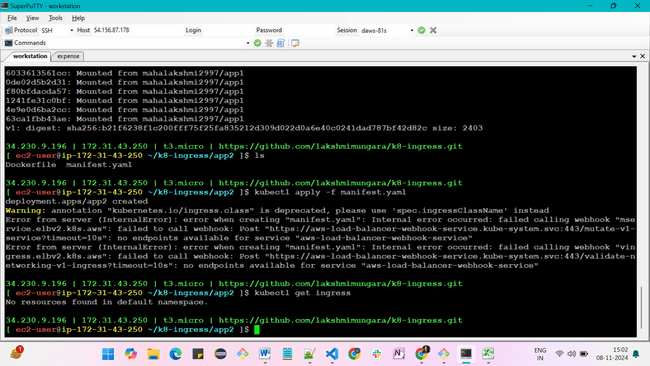 SuperPuTTY - workstation
File View Tools Help
Protocol SSH Host 54.156.87.178 Login Password Session daws-81s
Commands
workstation expense
6033613561cc: Mounted from mahalakshmi2997/app1
0de02d5b2d31: Mounted from mahalakshmi2997/app1
f80bfdacda57: Mounted from mahalakshmi2997/app1
1241fe31c0bf: Mounted from mahalakshmi2997/app1
4e9e0d6ba2cc: Mounted from mahalakshmi2997/app1
63ca1fbb43ae: Mounted from mahalakshmi2997/app1
v1: digest: sha256:b21f6238f1c200fff75f25fa835212d309d022d0a6e40c0241dad787bf42d82c size: 2403
34.230.9.196 | 172.31.43.250 | t3.micro | https://github.com/lakshmimungara/k8-ingress.git
[ ec2-user@ip-172-31-43-250 ~/k8-ingress/app2 ]$ ls
Dockerfile manifest.yaml
34.230.9.196 | 172.31.43.250 | t3.micro | https://github.com/lakshmimungara/k8-ingress.git
[ ec2-user@ip-172-31-43-250 ~/k8-ingress/app2 ]$ kubectl apply -f manifest.yaml
deployment.apps/app2 created
Warning: annotation "kubernetes.io/ingress.class" is deprecated, please use 'spec.ingressClassName' instead
Error from server (InternalError): error when creating "manifest.yaml": Internal error occurred: failed calling webhook "mse
rvice.elbv2.k8s.aws": failed to call webhook: Post "https://aws-load-balancer-webhook-service.kube-system.svc:443/mutate-v1-
service?timeout=10s": no endpoints available for service "aws-load-balancer-webhook-service"
Error from server (InternalError): error when creating "manifest.yaml": Internal error occurred: failed calling webhook "vin
gress.elbv2.k8s.aws": failed to call webhook: Post "https://aws-load-balancer-webhook-service.kube-system.svc:443/validate-n
etworking-v1-ingress?timeout=10s": no endpoints available for service "aws-load-balancer-webhook-service"
34.230.9.196 | 172.31.43.250 | t3.micro | https://github.com/lakshmimungara/k8-ingress.git
[ ec2-user@ip-172-31-43-250 ~/k8-ingress/app2 ]$ kubectl get ingress
No resources found in default namespace.
34.230.9.196 | 172.31.43.250 | t3.micro | https://github.com/lakshmimungara/k8-ingress.git
[ ec2-user@ip-172-31-43-250 ~/k8-ingress/app2 ]$
ENG
IN
15:02
08-11-2024